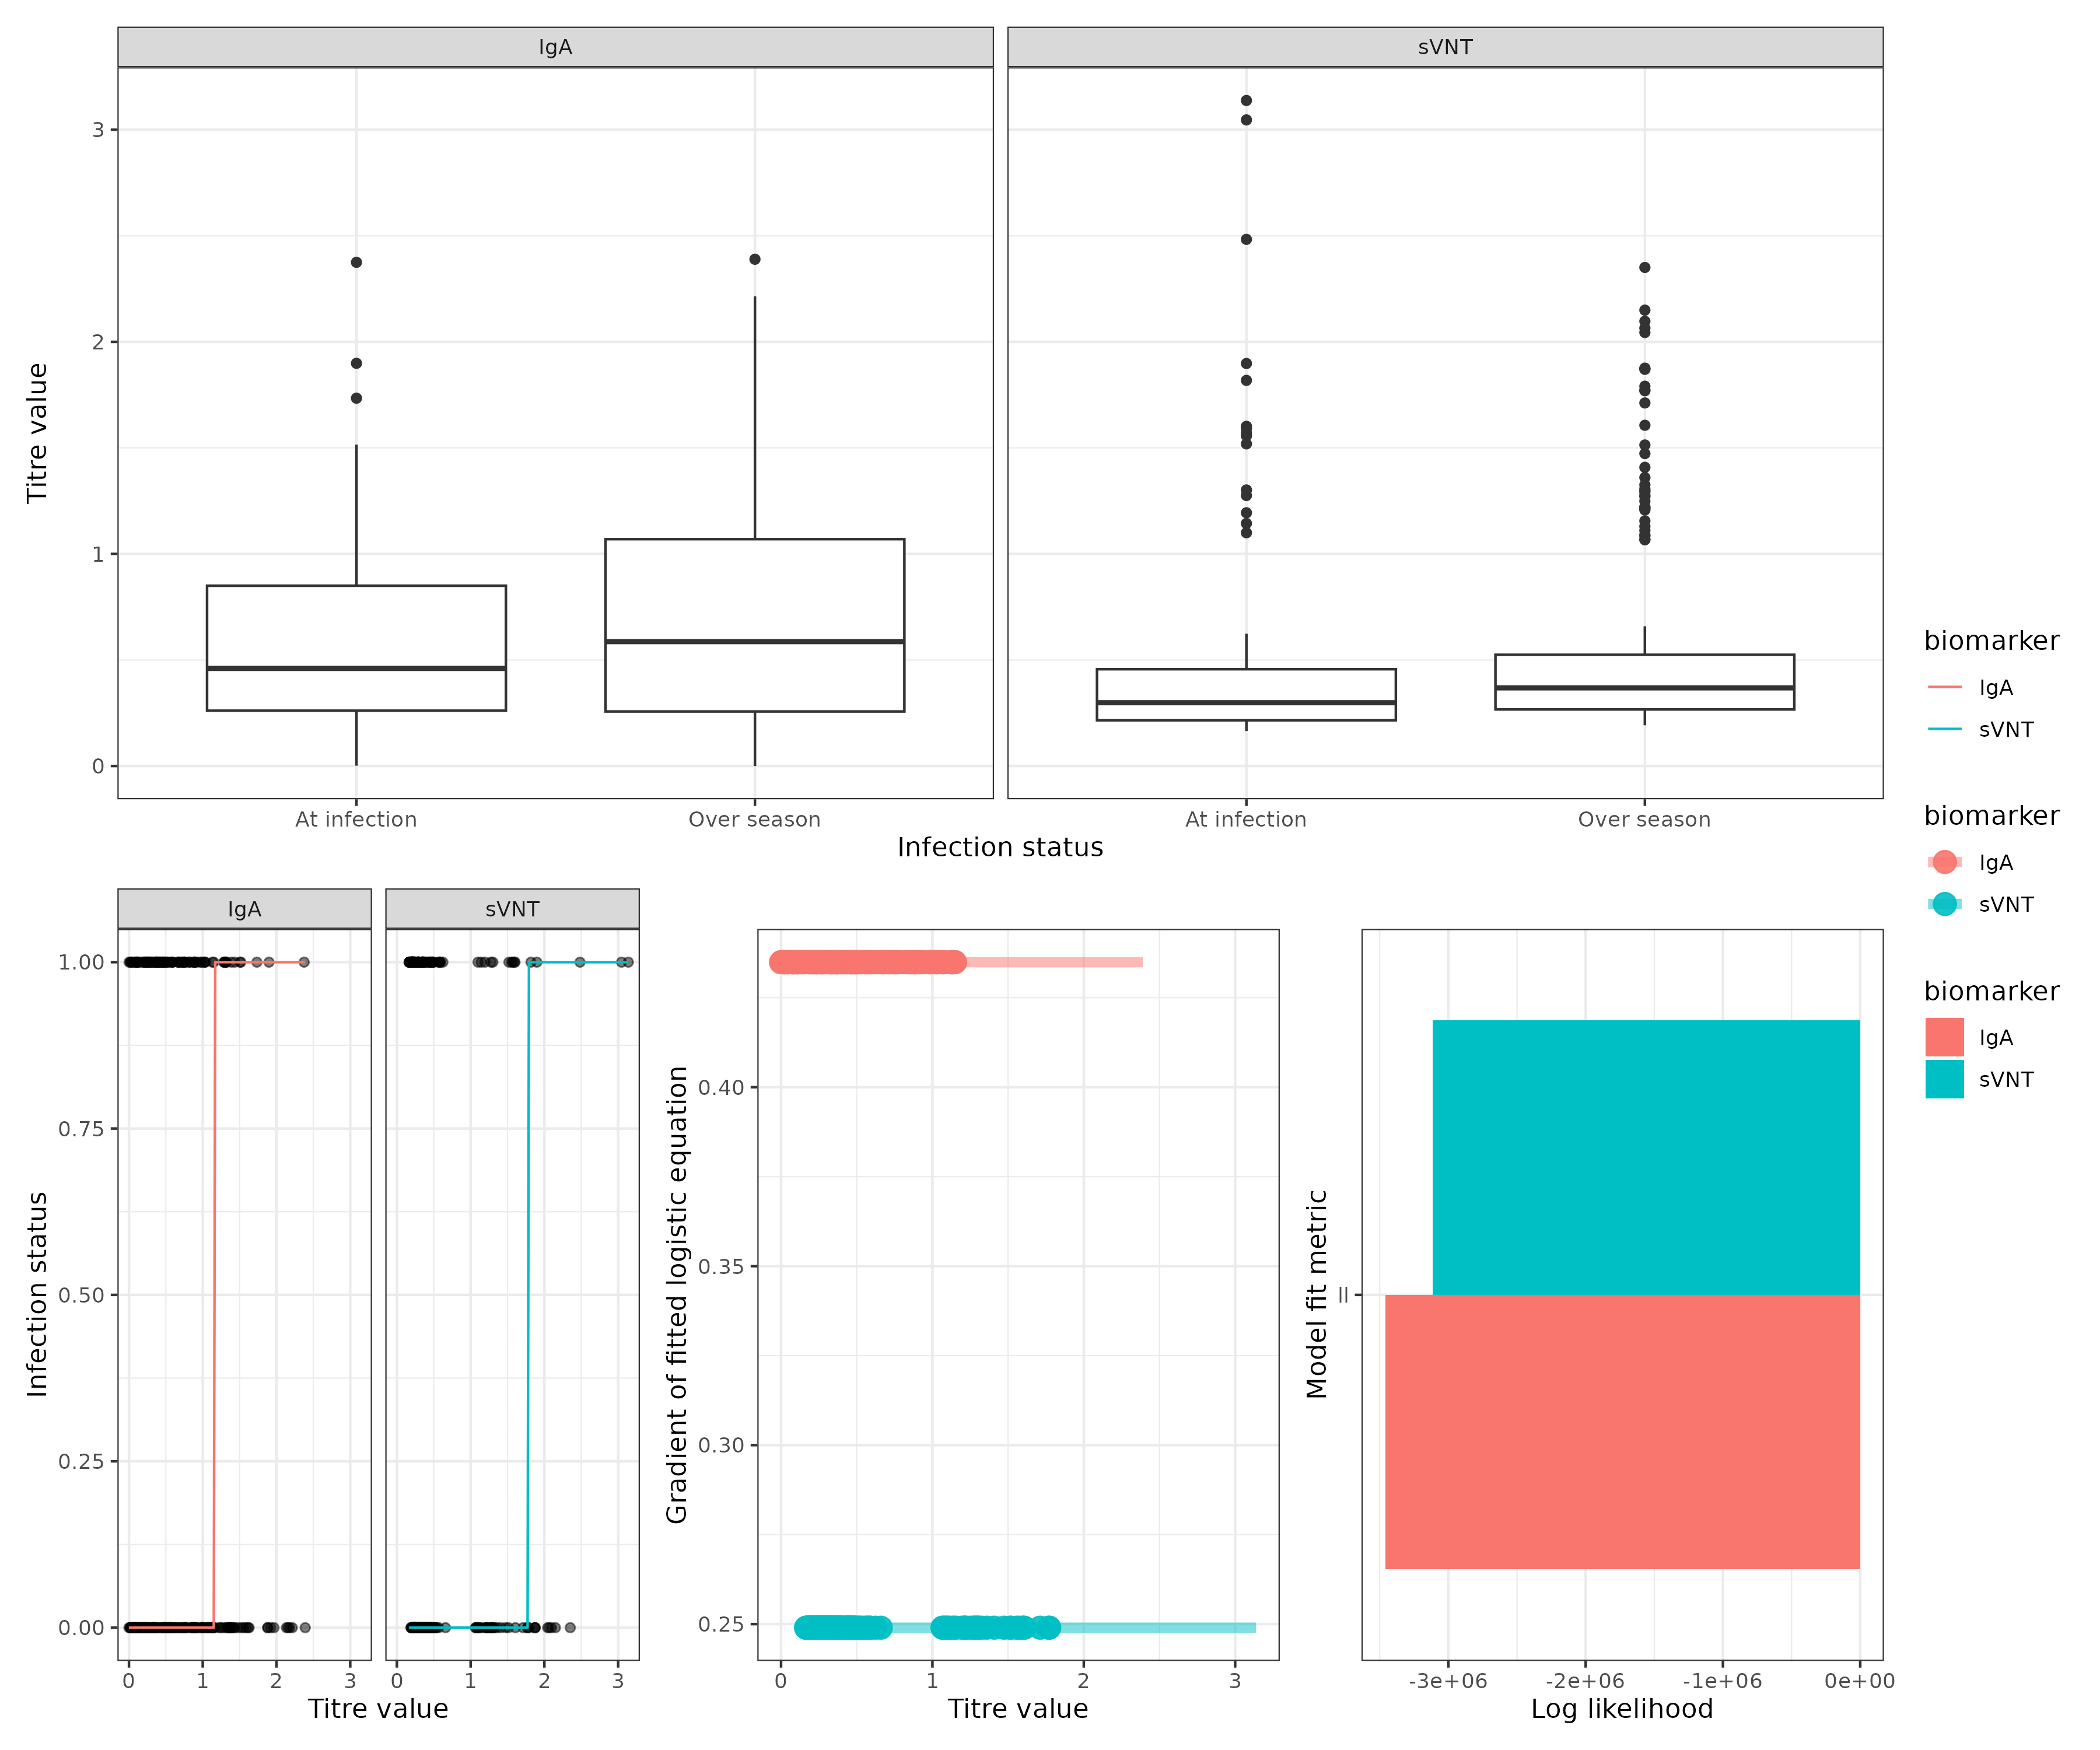 IgA
sVNT
3
2
1
0
Titre value
At infection
Over season
At infection
Over season
Infection status
biomarker
IgA
sVNT
biomarker
IgA
sVNT
biomarker
IgA
sVNT
IgA
sVNT
1.00
0.75
0.50
0.25
0.00
Infection status
0 1 2 3
0 1 2 3
Titre value
0.40
0.35
0.30
0.25
Gradient of fitted logistic equation
0 1 2 3
Titre value
Model fit metric
ll
-3e+06 -2e+06 -1e+06 0e+00
Log likelihood